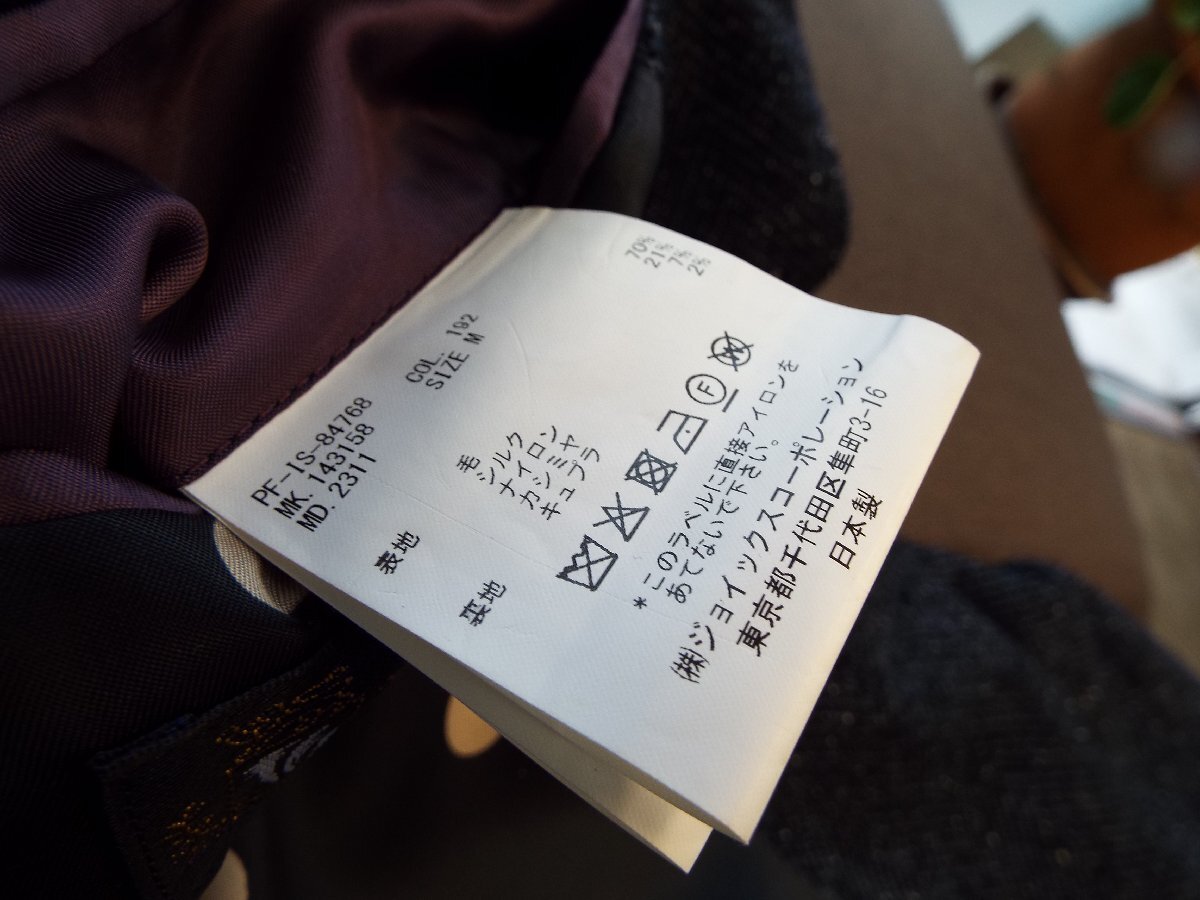 PF-IS-84768
MK. 143158
MD. 2311
COL. 192
SIZE M
表地 毛 70%
シルク 21%
ナイロン 7%
カシミヤ 2%
裏地 キュプラ
F
* このラベルに直接アイロンを
あてないで下さい。
㈱ジョイックスコーポレーション
東京都千代田区隼町3-16
日本製